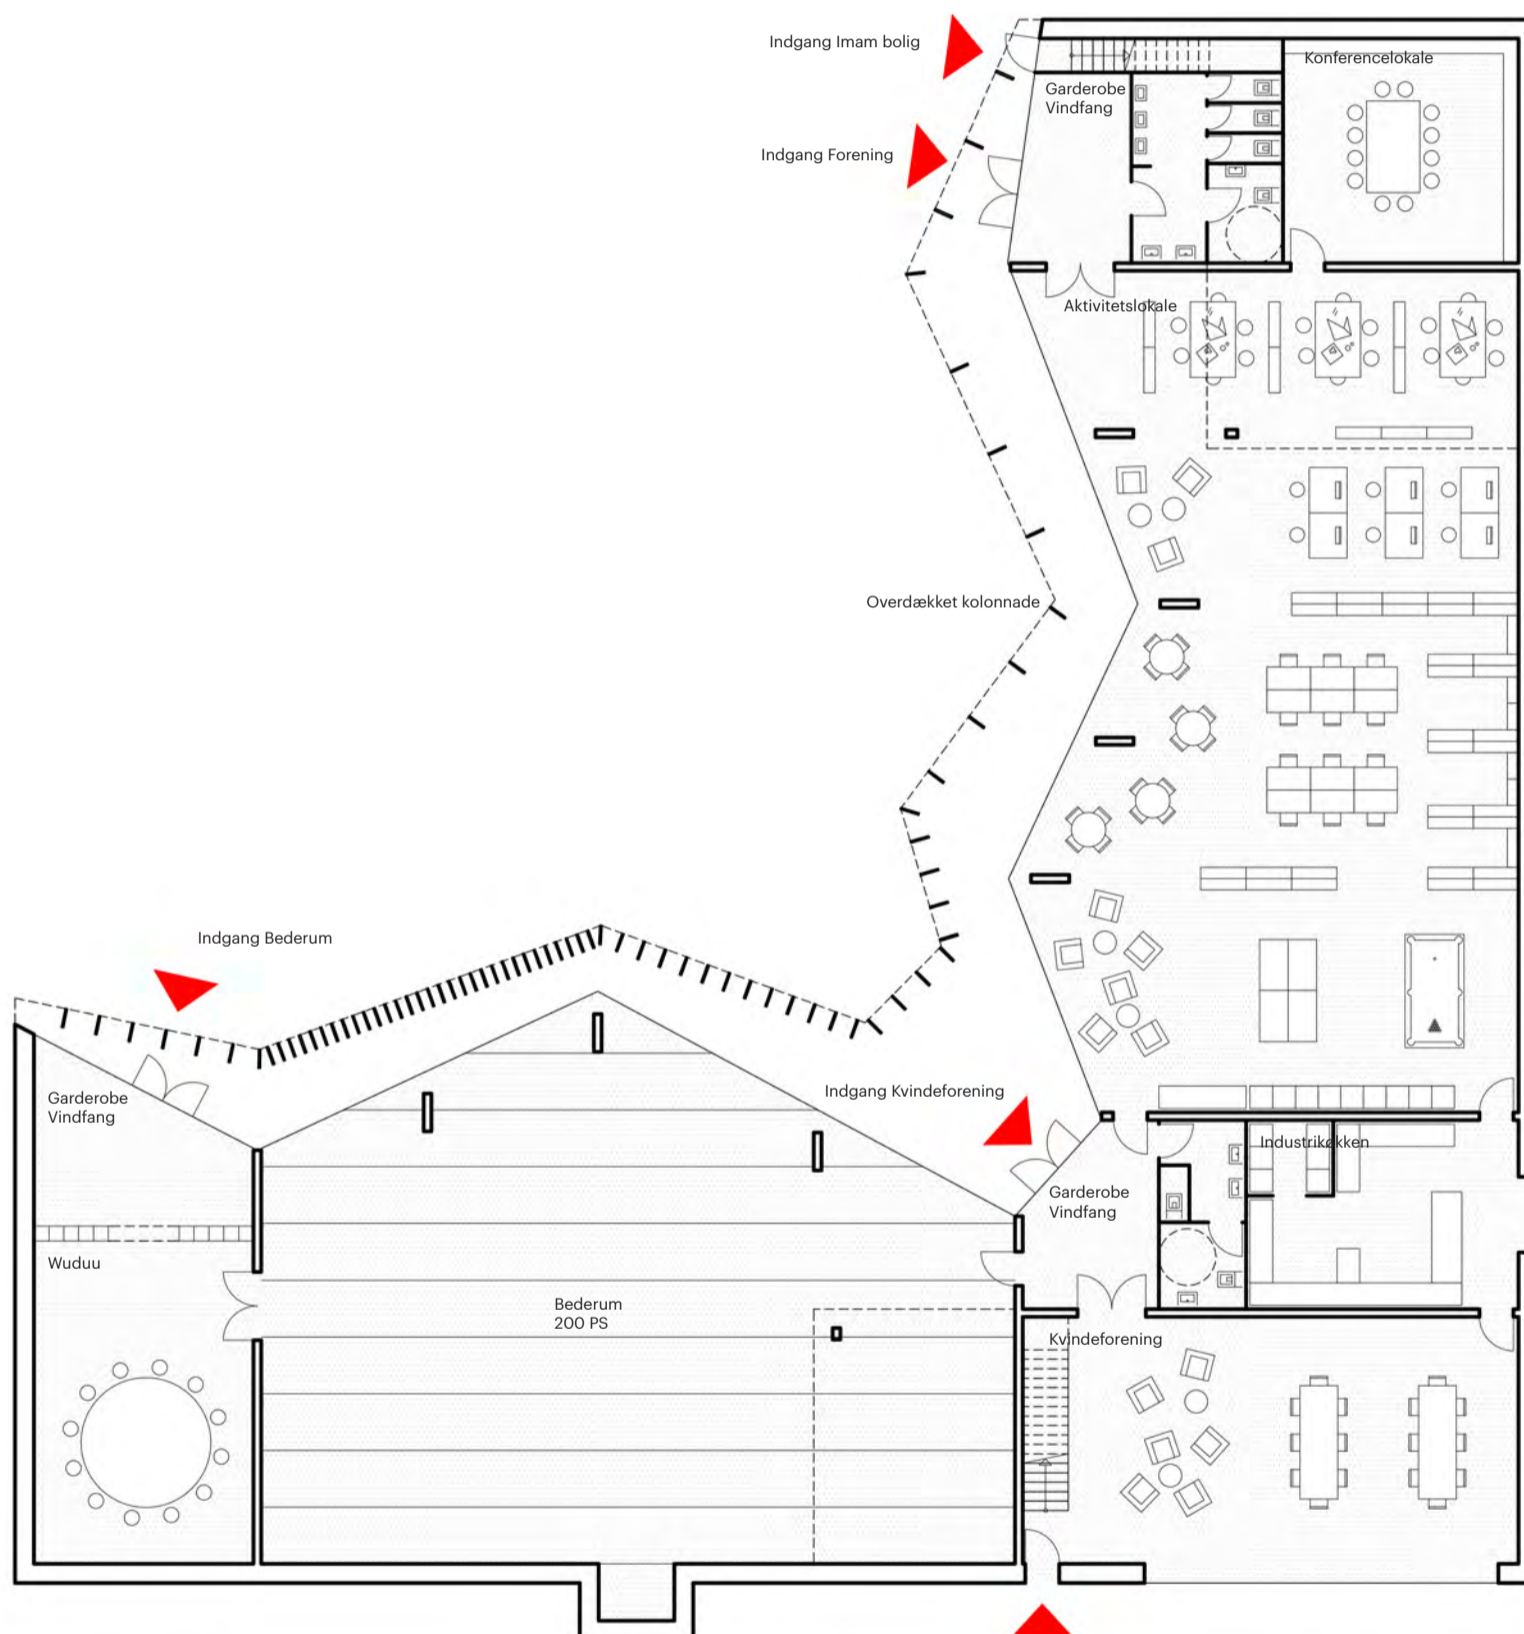 Indgang Imam bolig
Konferencelokale
Garderobe
Vindfang
Indgang Forening
Aktivitetslokale
Overdækket kolonnade
Indgang Bederum
Indgang Kvindeforening
Garderobe
Vindfang
Industrikøkken
Garderobe
Vindfang
Wuduu
Bederum
200 PS
Kvindeforening